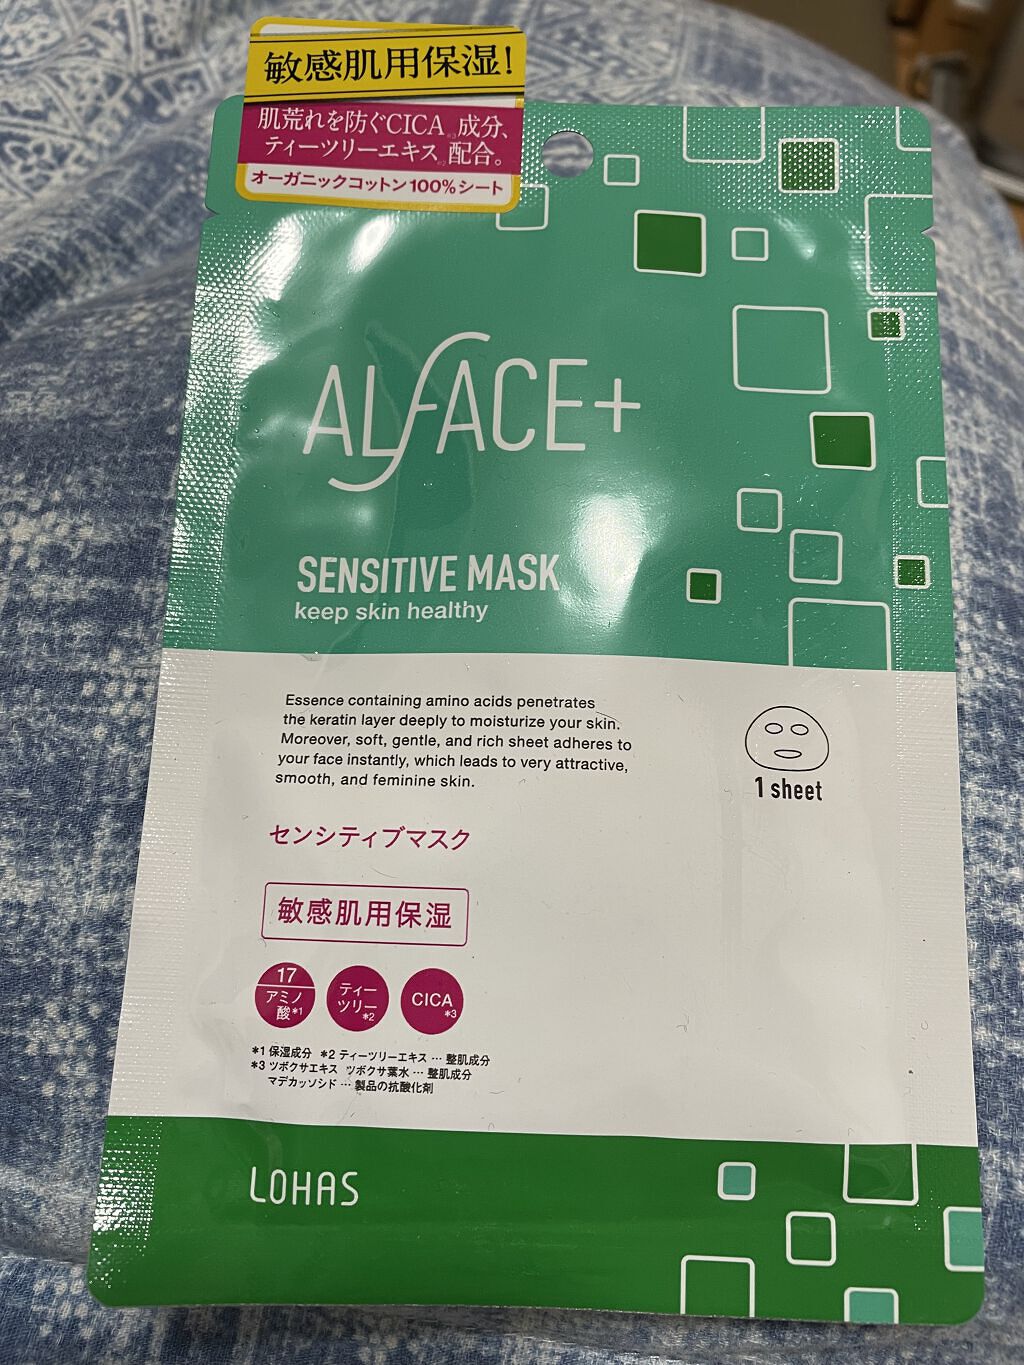 敏感肌用保湿!
肌荒れを防ぐCICA*3成分、
ティーツリーエキス*2配合。
オーガニックコットン100%シート
ALFACE+
SENSITIVE MASK
keep skin healthy
Essence containing amino acids penetrates
the keratin layer deeply to moisturize your skin.
Moreover, soft, gentle, and rich sheet adheres to
your face instantly, which leads to very attractive,
smooth, and feminine skin.
1 sheet
センシティブマスク
敏感肌用保湿
17
アミノ
酸*1
ティー
ツリー
*2
CICA
*3
*1 保湿成分 *2 ティーツリーエキス … 整肌成分
*3 ツボクサエキス ツボクサ葉水 … 整肌成分
マデカッソシド … 製品の抗酸化剤
LOHAS